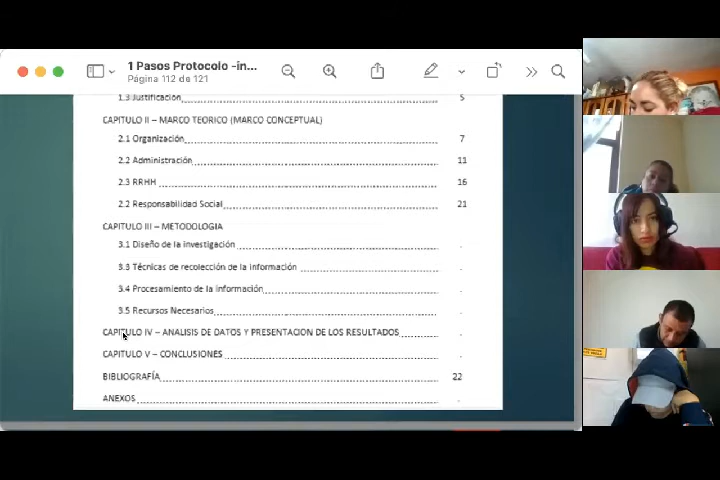 1 Pasos Protocolo -in...
Página 112 de 121
1.3 Justificación 5
CAPITULO II – MARCO TEORICO (MARCO CONCEPTUAL)
2.1 Organización 7
2.2 Administración 11
2.3 RRHH 16
2.2 Responsabilidad Social 21
CAPITULO III – METODOLOGIA
3.1 Diseño de la investigación .
3.3 Técnicas de recolección de la información .
3.4 Procesamiento de la información .
3.5 Recursos Necesarios .
CAPITULO IV – ANALISIS DE DATOS Y PRESENTACION DE LOS RESULTADOS .
CAPITULO V – CONCLUSIONES .
BIBLIOGRAFÍA 22
ANEXOS .